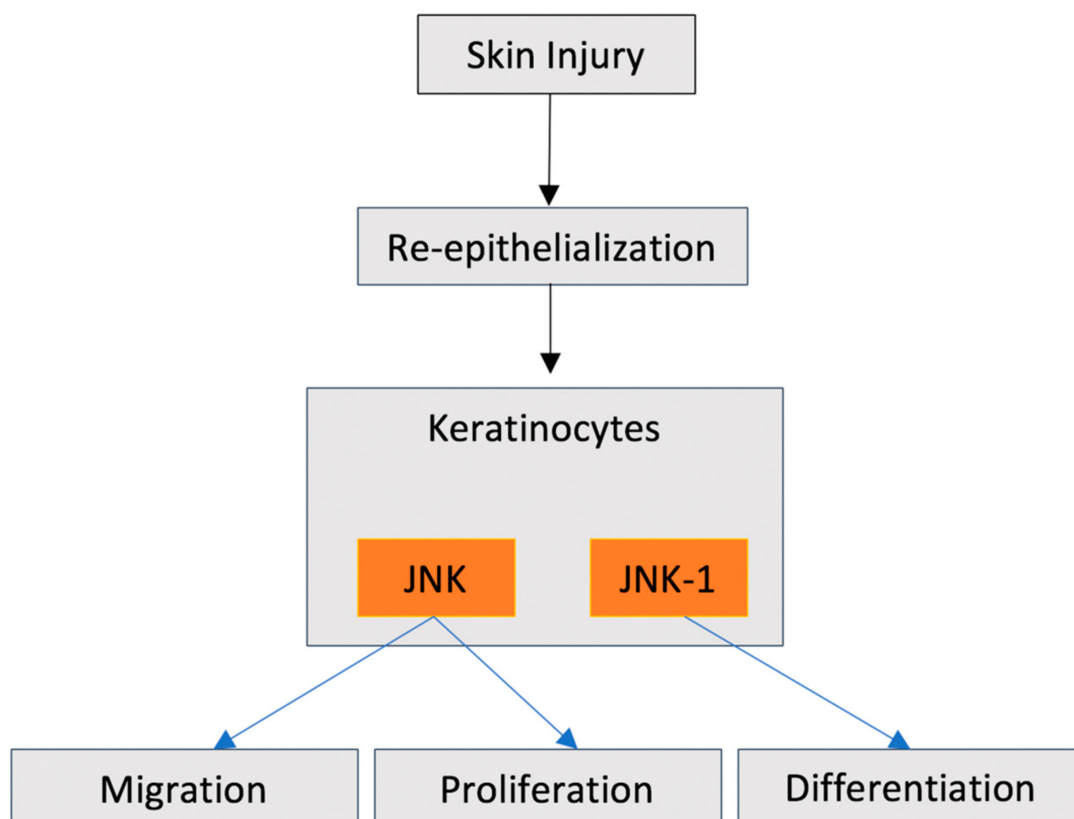 Skin Injury
Re-epithelialization
Keratinocytes
JNK
JNK-1
Migration
Proliferation
Differentiation